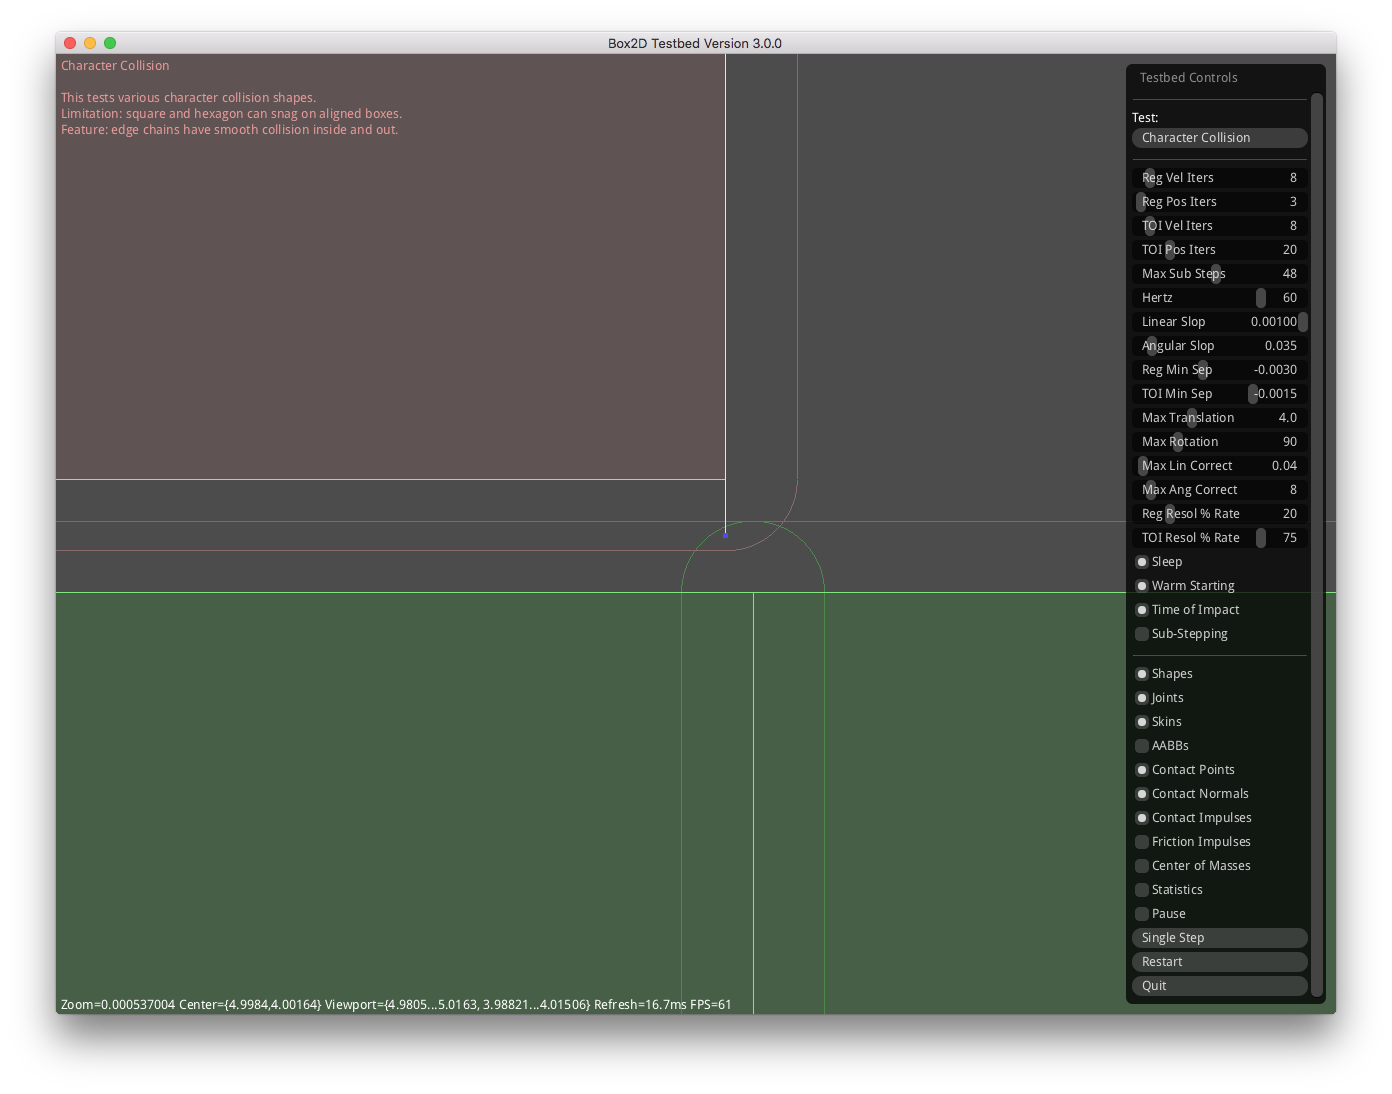 Box2D Testbed Version 3.0.0
Character Collision
This tests various character collision shapes.
Limitation: square and hexagon can snag on aligned boxes.
Feature: edge chains have smooth collision inside and out.
Testbed Controls
Test:
Character Collision
Reg Vel Iters 8
Reg Pos Iters 3
TOI Vel Iters 8
TOI Pos Iters 20
Max Sub Steps 48
Hertz 60
Linear Slop 0.00100
Angular Slop 0.035
Reg Min Sep -0.0030
TOI Min Sep -0.0015
Max Translation 4.0
Max Rotation 90
Max Lin Correct 0.04
Max Ang Correct 8
Reg Resol % Rate 20
TOI Resol % Rate 75
Sleep
Warm Starting
Time of Impact
Sub-Stepping
Shapes
Joints
Skins
AABBs
Contact Points
Contact Normals
Contact Impulses
Friction Impulses
Center of Masses
Statistics
Pause
Single Step
Restart
Quit
Zoom=0.000537004 Center={4.9984,4.00164} Viewport={4.9805...5.0163, 3.98821...4.01506} Refresh=16.7ms FPS=61